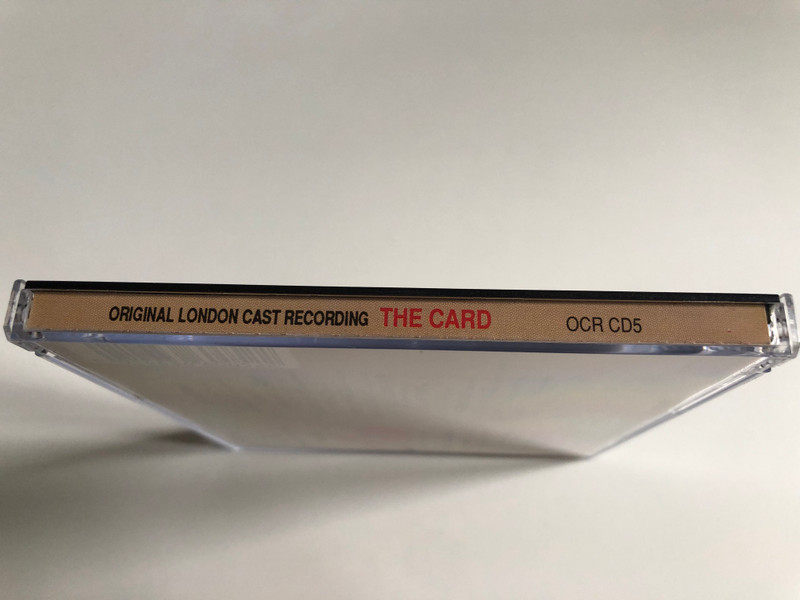 ORIGINAL LONDON CAST RECORDING THE CARD OCR CD5